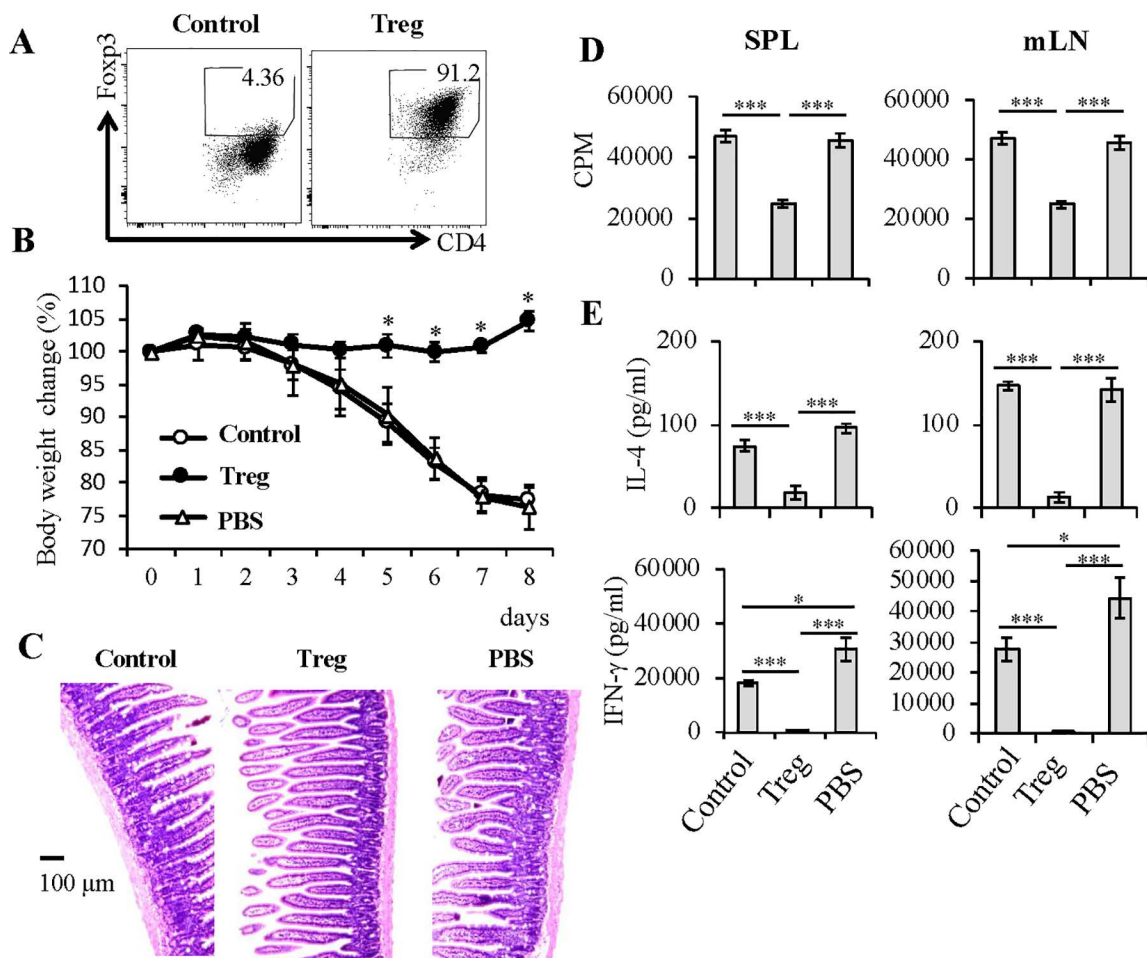 A
Control
Treg
Foxp3
4.36
91.2
CD4
B
Body weight change (%)
110
105
100
95
90
85
80
75
70
* * * *
Control
Treg
PBS
0 1 2 3 4 5 6 7 8
days
C
Control Treg PBS
100 μm
D
SPL
mLN
CPM
60000
40000
20000
0
*** ***
60000
40000
20000
0
*** ***
E
IL-4 (pg/ml)
200
100
0
*** ***
200
100
0
*** ***
IFN-γ (pg/ml)
60000
40000
20000
0
*
***
***
60000
50000
40000
30000
20000
10000
0
*
***
***
Control Treg PBS
Control Treg PBS